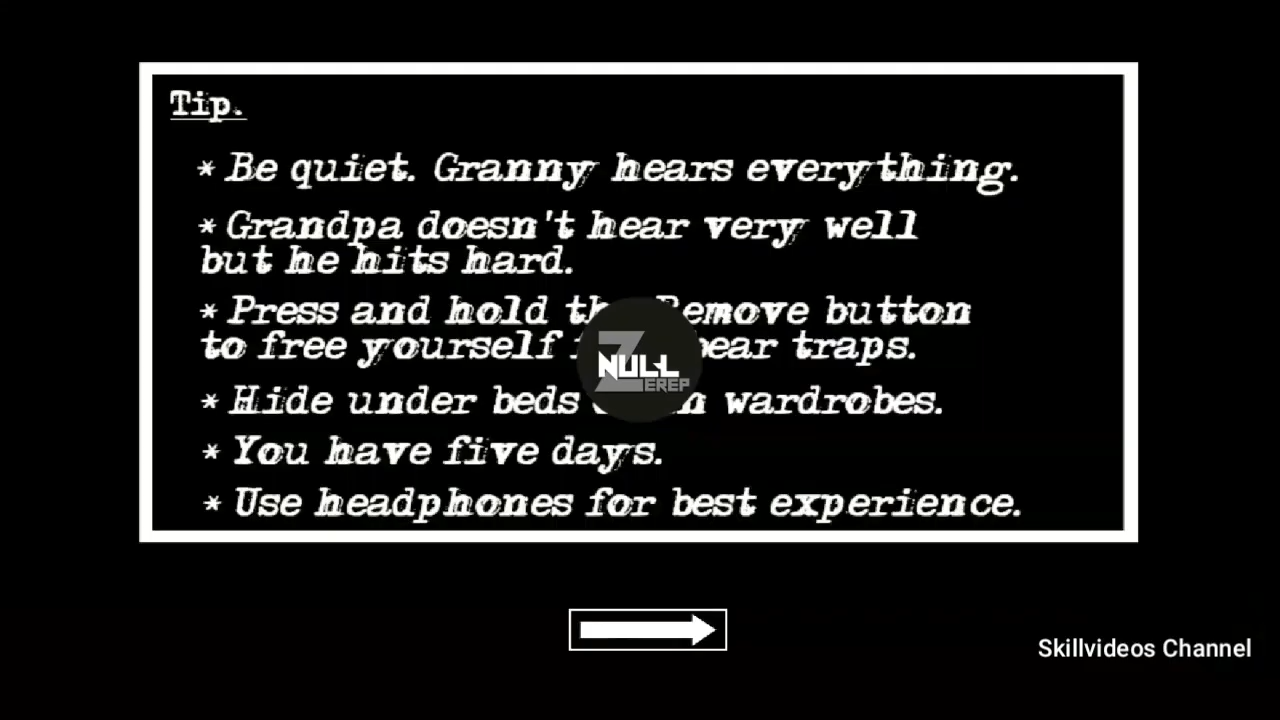 Tip.
* Be quiet. Granny hears everything.
* Grandpa doesn't hear very well
but he hits hard.
* Press and hold the Remove button
to free yourself bear traps.
* Hide under beds wardrobes.
* You have five days.
* Use headphones for best experience.
NULL
ZEREP
Skillvideos Channel